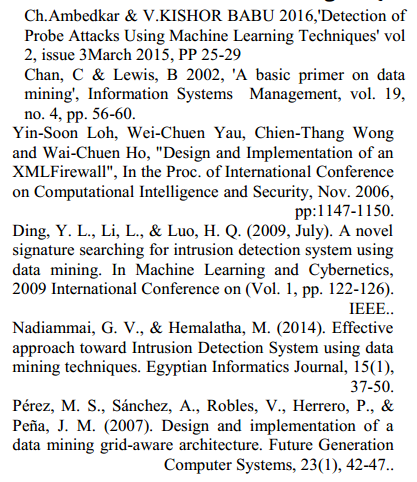 Ch.Ambedkar & V.KISHOR BABU 2016,'Detection of
Probe Attacks Using Machine Learning Techniques' vol
2, issue 3March 2015, PP 25-29
Chan, C & Lewis, B 2002, 'A basic primer on data
mining', Information Systems Management, vol. 19,
no. 4, pp. 56-60.
Yin-Soon Loh, Wei-Chuen Yau, Chien-Thang Wong
and Wai-Chuen Ho, "Design and Implementation of an
XMLFirewall", In the Proc. of International Conference
on Computational Intelligence and Security, Nov. 2006,
pp:1147-1150.
Ding, Y. L., Li, L., & Luo, H. Q. (2009, July). A novel
signature searching for intrusion detection system using
data mining. In Machine Learning and Cybernetics,
2009 International Conference on (Vol. 1, pp. 122-126).
IEEE..
Nadiammai, G. V., & Hemalatha, M. (2014). Effective
approach toward Intrusion Detection System using data
mining techniques. Egyptian Informatics Journal, 15(1),
37-50.
Pérez, M. S., Sánchez, A., Robles, V., Herrero, P., &
Peña, J. M. (2007). Design and implementation of a
data mining grid-aware architecture. Future Generation
Computer Systems, 23(1), 42-47..